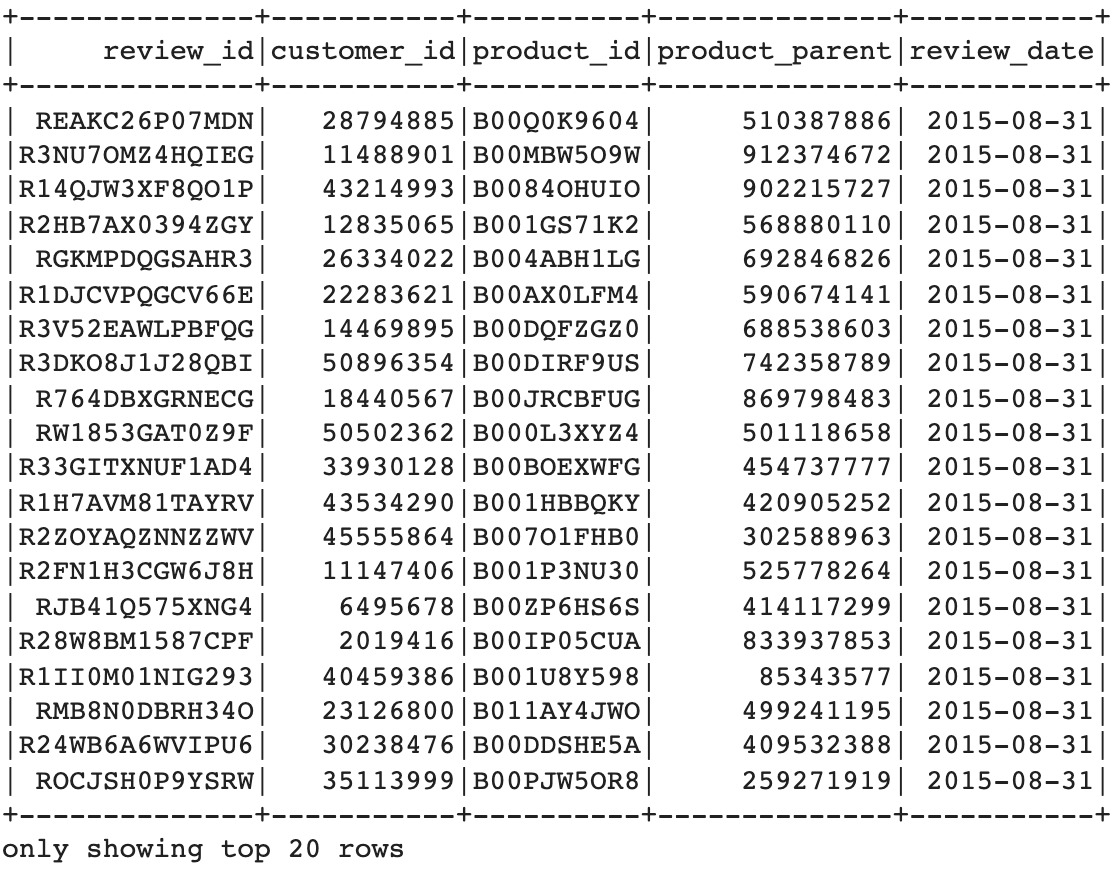 +--------------+-----------+----------+--------------+-----------+
|     review_id|customer_id|product_id|product_parent|review_date|
+--------------+-----------+----------+--------------+-----------+
| REAKC26P07MDN|   28794885|B00Q0K9604|     510387886| 2015-08-31|
|R3NU7OMZ4HQIEG|   11488901|B00MBW5O9W|     912374672| 2015-08-31|
|R14QJW3XF8QO1P|   43214993|B0084OHUIO|     902215727| 2015-08-31|
|R2HB7AX0394ZGY|   12835065|B001GS71K2|     568880110| 2015-08-31|
| RGKMPDQGSAHR3|   26334022|B004ABH1LG|     692846826| 2015-08-31|
|R1DJCVPQGCV66E|   22283621|B00AX0LFM4|     590674141| 2015-08-31|
|R3V52EAWLPBFQG|   14469895|B00DQFZGZ0|     688538603| 2015-08-31|
|R3DKO8J1J28QBI|   50896354|B00DIRF9US|     742358789| 2015-08-31|
| R764DBXGRNECG|   18440567|B00JRCBFUG|     869798483| 2015-08-31|
| RW1853GAT0Z9F|   50502362|B000L3XYZ4|     501118658| 2015-08-31|
|R33GITXNUF1AD4|   33930128|B00BOEXWFG|     454737777| 2015-08-31|
|R1H7AVM81TAYRV|   43534290|B001HBBQKY|     420905252| 2015-08-31|
|R2ZOYAQZNNZZWV|   45555864|B007O1FHB0|     302588963| 2015-08-31|
|R2FN1H3CGW6J8H|   11147406|B001P3NU30|     525778264| 2015-08-31|
| RJB41Q575XNG4|    6495678|B00ZP6HS6S|     414117299| 2015-08-31|
|R28W8BM1587CPF|    2019416|B00IP05CUA|     833937853| 2015-08-31|
|R1II0M01NIG293|   40459386|B001U8Y598|      85343577| 2015-08-31|
| RMB8N0DBRH34O|   23126800|B011AY4JWO|     499241195| 2015-08-31|
|R24WB6A6WVIPU6|   30238476|B00DDSHE5A|     409532388| 2015-08-31|
| ROCJSH0P9YSRW|   35113999|B00PJW5OR8|     259271919| 2015-08-31|
+--------------+-----------+----------+--------------+-----------+
only showing top 20 rows